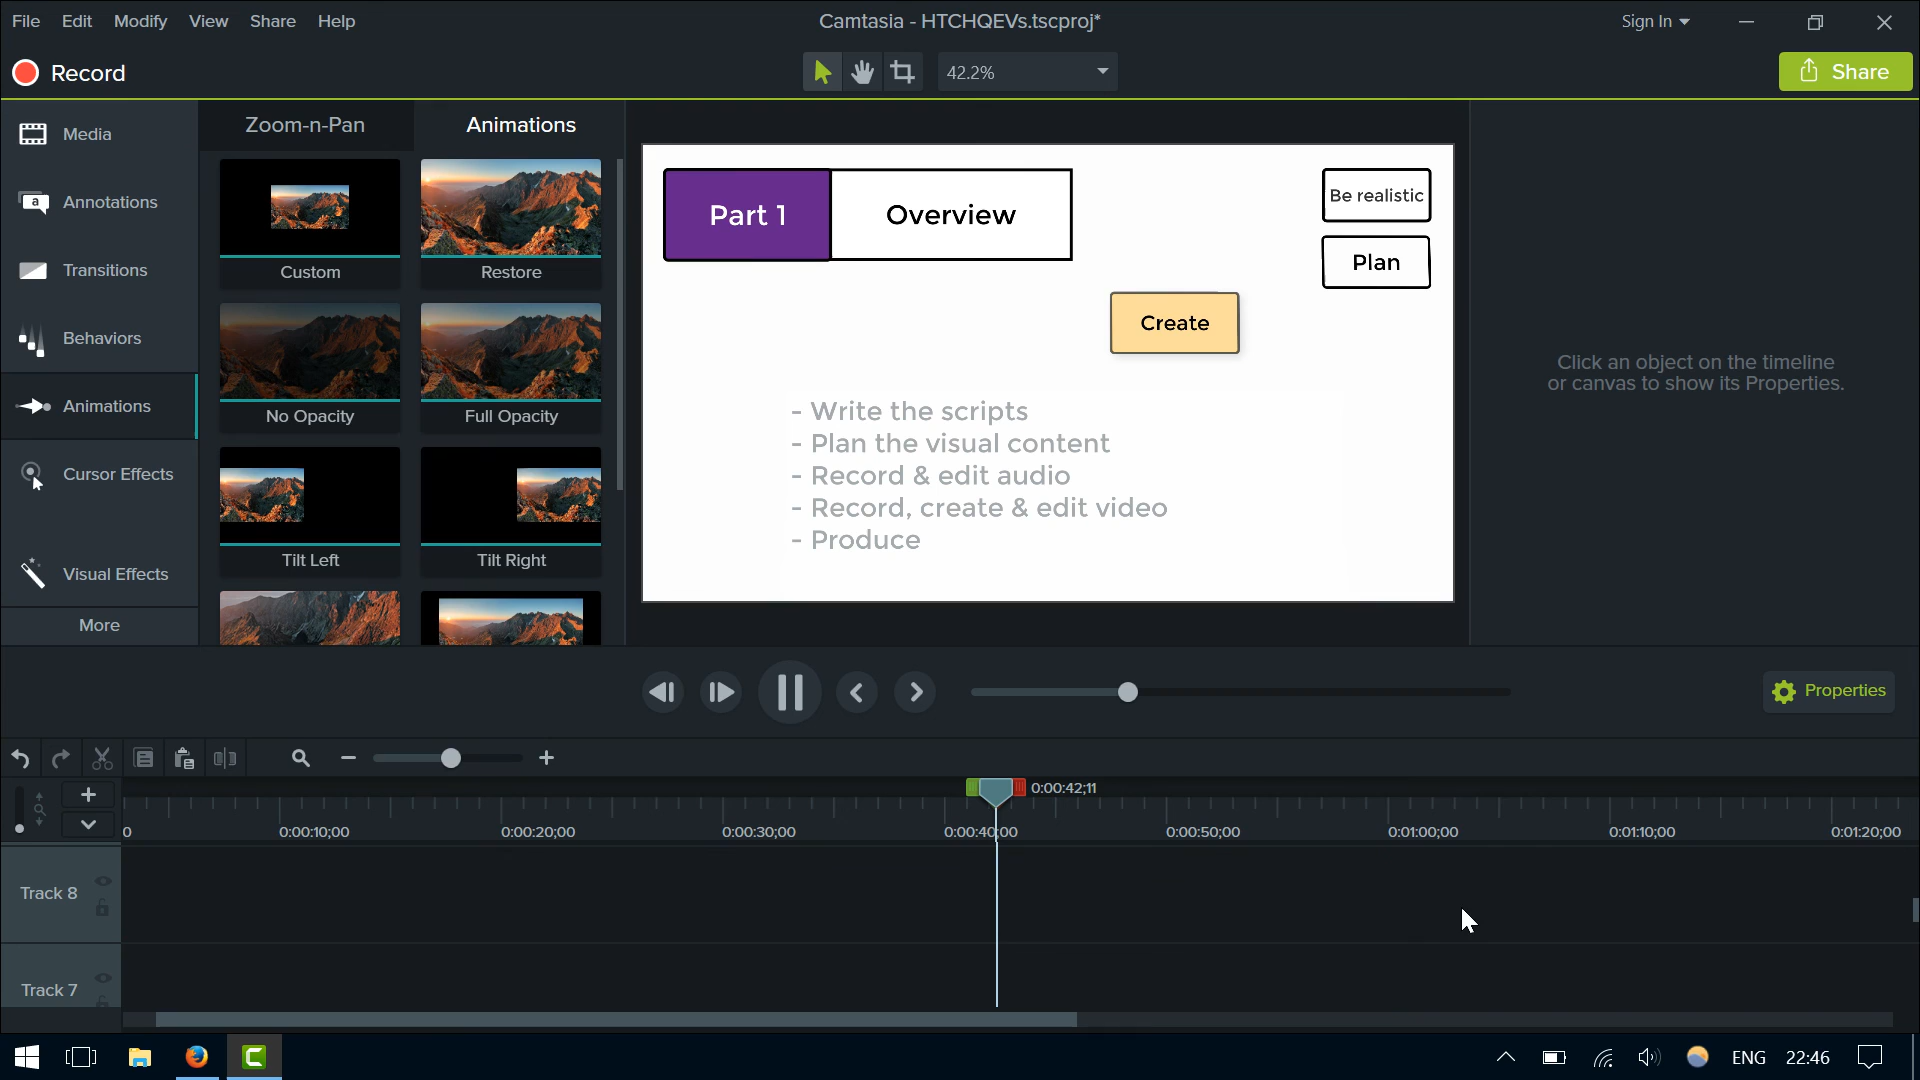 File Edit Modify View Share Help
Camtasia - HTCHQEVs.tscproj*
Sign In
Record
42.2%
Share
Media
Annotations
Transitions
Behaviors
Animations
Cursor Effects
Visual Effects
More
Zoom-n-Pan
Animations
Custom
Restore
No Opacity
Full Opacity
Tilt Left
Tilt Right
Part 1
Overview
Be realistic
Plan
Create
- Write the scripts
- Plan the visual content
- Record & edit audio
- Record, create & edit video
- Produce
Click an object on the timeline
or canvas to show its Properties.
Properties
0:00:42;11
0 0:00:10;00 0:00:20;00 0:00:30;00 0:00:40;00 0:00:50;00 0:01:00;00 0:01:10;00 0:01:20;00
Track 8
Track 7
ENG 22:46